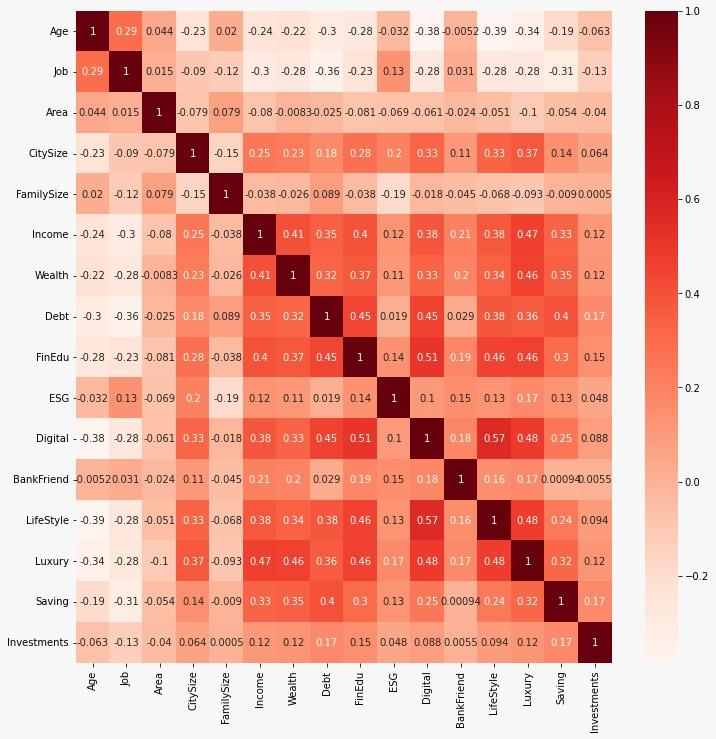 Age 1 0.29 0.044 -0.23 0.02 -0.24 -0.22 -0.3 -0.28 -0.032 -0.38 -0.0052 -0.39 -0.34 -0.19 -0.063
Job 0.29 1 0.015 -0.09 -0.12 -0.3 -0.28 -0.36 -0.23 0.13 -0.28 0.031 -0.28 -0.28 -0.31 -0.13
Area 0.044 0.015 1 -0.079 0.079 -0.08 -0.0083 -0.025 -0.081 -0.069 -0.061 -0.024 -0.051 -0.1 -0.054 -0.04
CitySize -0.23 -0.09 -0.079 1 -0.15 0.25 0.23 0.18 0.28 0.2 0.33 0.11 0.33 0.37 0.14 0.064
FamilySize 0.02 -0.12 0.079 -0.15 1 -0.038 -0.026 0.089 -0.038 -0.19 -0.018 -0.045 -0.068 -0.093 -0.009 0.0005
Income -0.24 -0.3 -0.08 0.25 -0.038 1 0.41 0.35 0.4 0.12 0.38 0.21 0.38 0.47 0.33 0.12
Wealth -0.22 -0.28 -0.0083 0.23 -0.026 0.41 1 0.32 0.37 0.11 0.33 0.2 0.34 0.46 0.35 0.12
Debt -0.3 -0.36 -0.025 0.18 0.089 0.35 0.32 1 0.45 0.019 0.45 0.029 0.38 0.36 0.4 0.17
FinEdu -0.28 -0.23 -0.081 0.28 -0.038 0.4 0.37 0.45 1 0.14 0.51 0.19 0.46 0.46 0.3 0.15
ESG -0.032 0.13 -0.069 0.2 -0.19 0.12 0.11 0.019 0.14 1 0.1 0.15 0.13 0.17 0.13 0.048
Digital -0.38 -0.28 -0.061 0.33 -0.018 0.38 0.33 0.45 0.51 0.1 1 0.18 0.57 0.48 0.25 0.088
BankFriend -0.0052 0.031 -0.024 0.11 -0.045 0.21 0.2 0.029 0.19 0.15 0.18 1 0.16 0.17 0.00094 0.0055
LifeStyle -0.39 -0.28 -0.051 0.33 -0.068 0.38 0.34 0.38 0.46 0.13 0.57 0.16 1 0.48 0.24 0.094
Luxury -0.34 -0.28 -0.1 0.37 -0.093 0.47 0.46 0.36 0.46 0.17 0.48 0.17 0.48 1 0.32 0.12
Saving -0.19 -0.31 -0.054 0.14 -0.009 0.33 0.35 0.4 0.3 0.13 0.25 0.00094 0.24 0.32 1 0.17
Investments -0.063 -0.13 -0.04 0.064 0.0005 0.12 0.12 0.17 0.15 0.048 0.088 0.0055 0.094 0.12 0.17 1
Age Job Area CitySize FamilySize Income Wealth Debt FinEdu ESG Digital BankFriend LifeStyle Luxury Saving Investments
1.0
0.8
0.6
0.4
0.2
0.0
−0.2